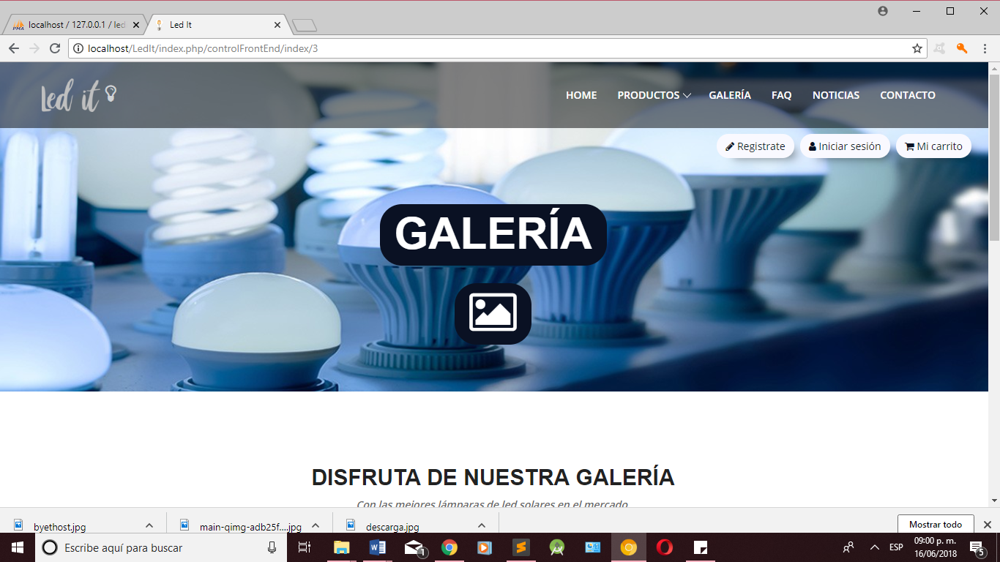 PMA localhost / 127.0.0.1 / led
Led It
localhost/LedIt/index.php/controlFrontEnd/index/3
Led it
HOME PRODUCTOS GALERÍA FAQ NOTICIAS CONTACTO
Registrate Iniciar sesión Mi carrito
GALERÍA
DISFRUTA DE NUESTRA GALERÍA
Con las mejores lámparas de led solares en el mercado
byethost.jpg main-qimg-adb25f....jpg descarga.jpg Mostrar todo
Escribe aquí para buscar 1 ESP 09:00 p. m.
16/06/2018 5